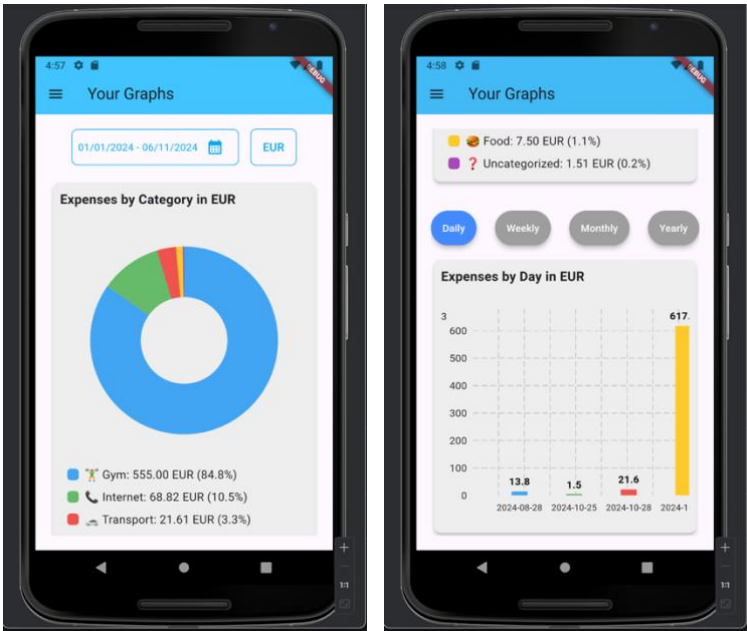 4:57
DEBUG
Your Graphs
01/01/2024 - 06/11/2024
EUR
Expenses by Category in EUR
Gym: 555.00 EUR (84.8%)
Internet: 68.82 EUR (10.5%)
Transport: 21.61 EUR (3.3%)
1:1
4:58
DEBUG
Your Graphs
Food: 7.50 EUR (1.1%)
❓ Uncategorized: 1.51 EUR (0.2%)
Daily Weekly Monthly Yearly
Expenses by Day in EUR
3 617.
600
500
400
300
200
100
13.8 1.5 21.6
0
2024-08-28 2024-10-25 2024-10-28 2024-1
1:1